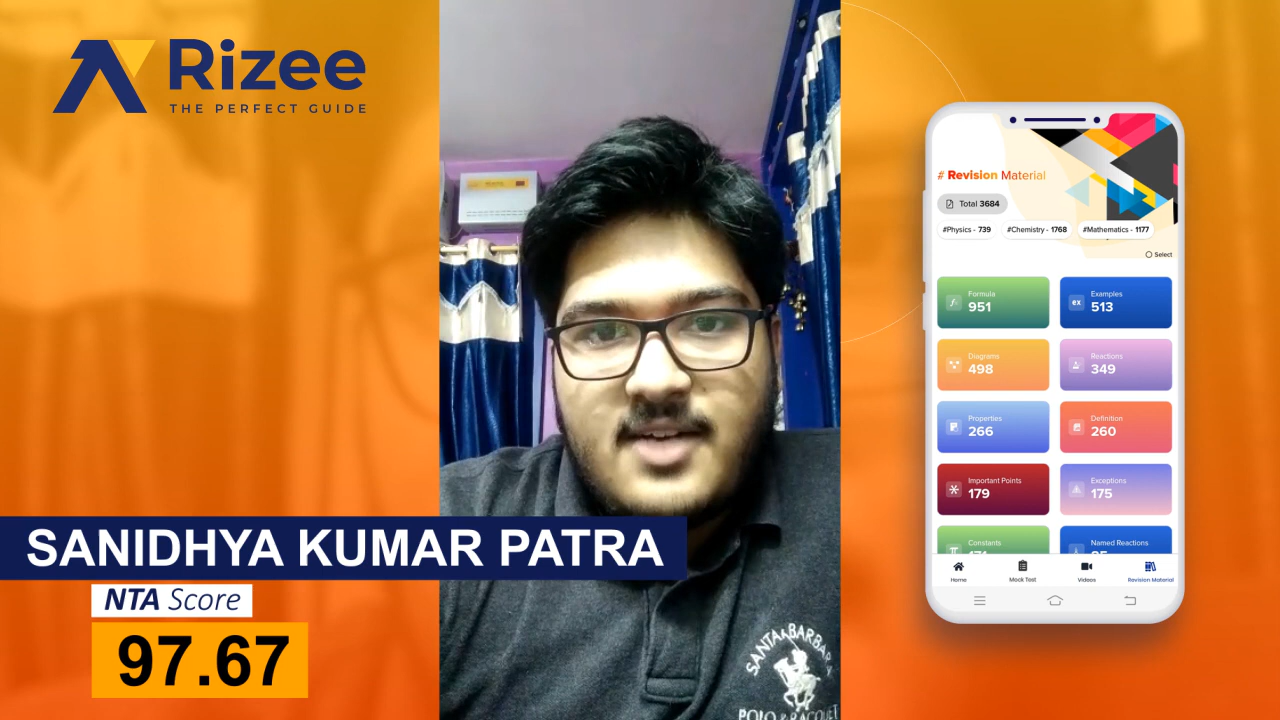 Rizee
THE PERFECT GUIDE
SANIDHYA KUMAR PATRA
NTA Score
97.67
SANTA BARBARA
POLO & RACQUET
# Revision Material
Total 3684
#Physics - 739
#Chemistry - 1768
#Mathematics - 1177
Select
Formula
951
Examples
513
ex
Diagrams
498
Reactions
349
Properties
266
Definition
260
Important Points
179
Exceptions
175
Constants
Named Reactions
Home
Mock Test
Videos
Revision Material